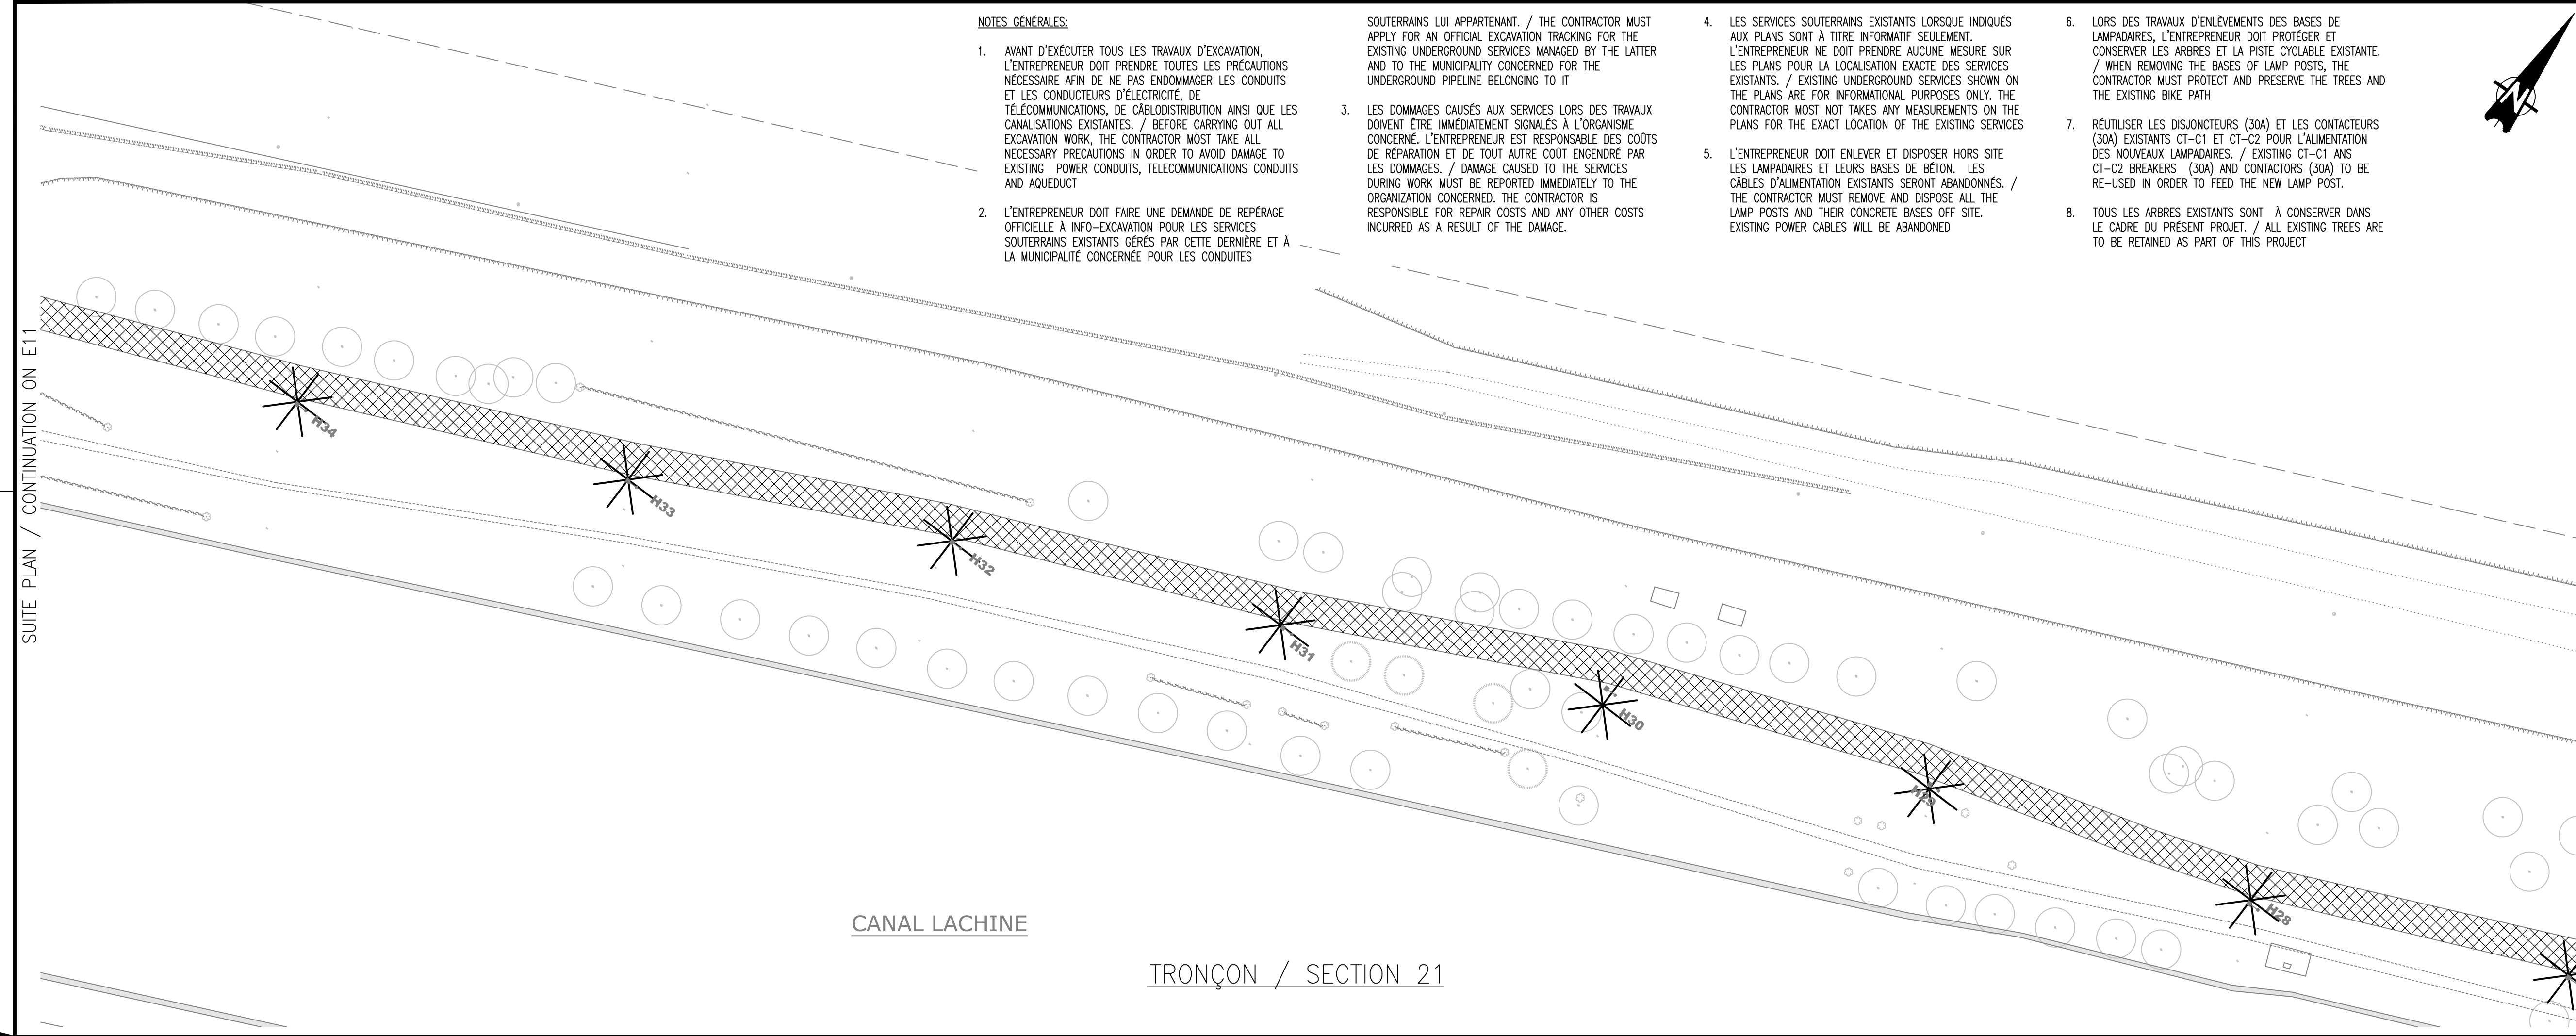 NOTES GÉNÉRALES:
1. AVANT D'EXÉCUTER TOUS LES TRAVAUX D'EXCAVATION,
L'ENTREPRENEUR DOIT PRENDRE TOUTES LES PRÉCAUTIONS
NÉCESSAIRE AFIN DE NE PAS ENDOMMAGER LES CONDUITS
ET LES CONDUCTEURS D'ÉLECTRICITÉ, DE
TÉLÉCOMMUNICATIONS, DE CÂBLODISTRIBUTION AINSI QUE LES
CANALISATIONS EXISTANTES. / BEFORE CARRYING OUT ALL
EXCAVATION WORK, THE CONTRACTOR MOST TAKE ALL
NECESSARY PRECAUTIONS IN ORDER TO AVOID DAMAGE TO
EXISTING POWER CONDUITS, TELECOMMUNICATIONS CONDUITS
AND AQUEDUCT
2. L'ENTREPRENEUR DOIT FAIRE UNE DEMANDE DE REPÉRAGE
OFFICIELLE À INFO-EXCAVATION POUR LES SERVICES
SOUTERRAINS EXISTANTS GÉRÉS PAR CETTE DERNIÈRE ET À
LA MUNICIPALITÉ CONCERNÉE POUR LES CONDUITES
SOUTERRAINS LUI APPARTENANT. / THE CONTRACTOR MUST
APPLY FOR AN OFFICIAL EXCAVATION TRACKING FOR THE
EXISTING UNDERGROUND SERVICES MANAGED BY THE LATTER
AND TO THE MUNICIPALITY CONCERNED FOR THE
UNDERGROUND PIPELINE BELONGING TO IT
3. LES DOMMAGES CAUSÉS AUX SERVICES LORS DES TRAVAUX
DOIVENT ÊTRE IMMÉDIATEMENT SIGNALÉS À L'ORGANISME
CONCERNÉ. L'ENTREPRENEUR EST RESPONSABLE DES COÛTS
DE RÉPARATION ET DE TOUT AUTRE COÛT ENGENDRÉ PAR
LES DOMMAGES. / DAMAGE CAUSED TO THE SERVICES
DURING WORK MUST BE REPORTED IMMEDIATELY TO THE
ORGANIZATION CONCERNED. THE CONTRACTOR IS
RESPONSIBLE FOR REPAIR COSTS AND ANY OTHER COSTS
INCURRED AS A RESULT OF THE DAMAGE.
4. LES SERVICES SOUTERRAINS EXISTANTS LORSQUE INDIQUÉS
AUX PLANS SONT À TITRE INFORMATIF SEULEMENT.
L'ENTREPRENEUR NE DOIT PRENDRE AUCUNE MESURE SUR
LES PLANS POUR LA LOCALISATION EXACTE DES SERVICES
EXISTANTS. / EXISTING UNDERGROUND SERVICES SHOWN ON
THE PLANS ARE FOR INFORMATIONAL PURPOSES ONLY. THE
CONTRACTOR MOST NOT TAKES ANY MEASUREMENTS ON THE
PLANS FOR THE EXACT LOCATION OF THE EXISTING SERVICES
5. L'ENTREPRENEUR DOIT ENLEVER ET DISPOSER HORS SITE
LES LAMPADAIRES ET LEURS BASES DE BÉTON. LES
CÂBLES D'ALIMENTATION EXISTANTS SERONT ABANDONNÉS. /
THE CONTRACTOR MUST REMOVE AND DISPOSE ALL THE
LAMP POSTS AND THEIR CONCRETE BASES OFF SITE.
EXISTING POWER CABLES WILL BE ABANDONED
6. LORS DES TRAVAUX D'ENLÈVEMENTS DES BASES DE
LAMPADAIRES, L'ENTREPRENEUR DOIT PROTÉGER ET
CONSERVER LES ARBRES ET LA PISTE CYCLABLE EXISTANTE.
/ WHEN REMOVING THE BASES OF LAMP POSTS, THE
CONTRACTOR MUST PROTECT AND PRESERVE THE TREES AND
THE EXISTING BIKE PATH
7. RÉUTILISER LES DISJONCTEURS (30A) ET LES CONTACTEURS
(30A) EXISTANTS CT-C1 ET CT-C2 POUR L'ALIMENTATION
DES NOUVEAUX LAMPADAIRES. / EXISTING CT-C1 ANS
CT-C2 BREAKERS (30A) AND CONTACTORS (30A) TO BE
RE-USED IN ORDER TO FEED THE NEW LAMP POST.
8. TOUS LES ARBRES EXISTANTS SONT À CONSERVER DANS
LE CADRE DU PRÉSENT PROJET. / ALL EXISTING TREES ARE
TO BE RETAINED AS PART OF THIS PROJECT
N
SUITE PLAN / CONTINUATION ON E11
H34
H33
H32
H31
H30
H29
H28
CANAL LACHINE
TRONÇON / SECTION 21